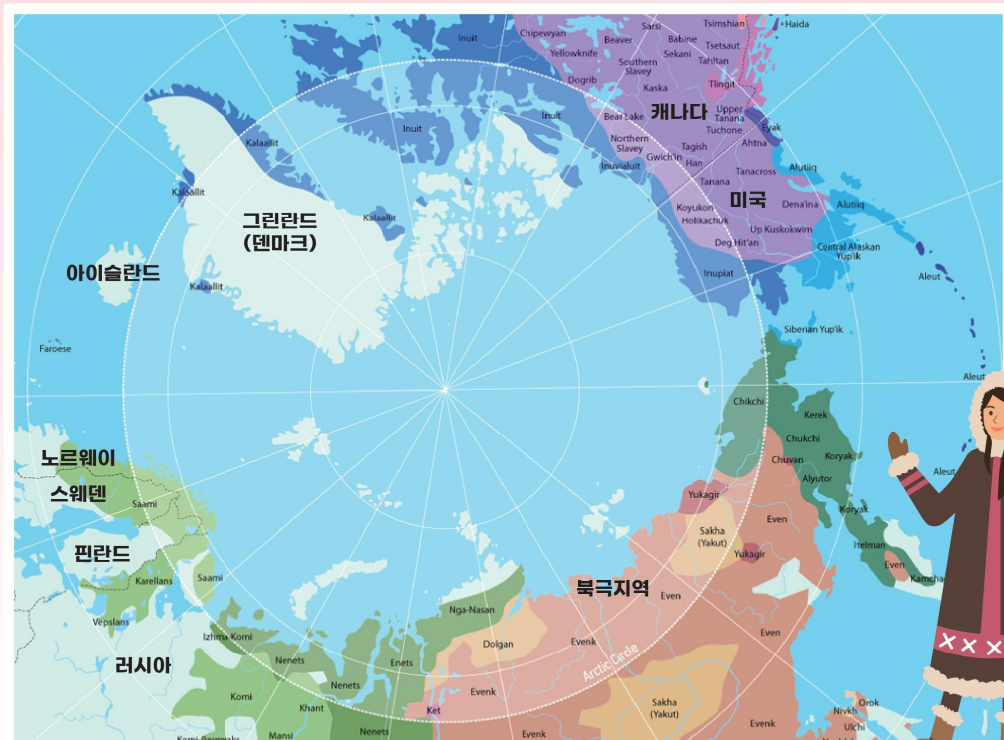 Tsimshian
Haida
Sarsi
Chipewyan
Inuit
Beaver
Babine
Tsetsaut
Yellowknife
Sekani
Tahltan
Southern
Slavey
Dogrib
Kaska
Tlingit
캐나다
Inuit
Inuit
Bear Lake
Upper
Tanana
Tuchone
Eyak
Kalaallit
Northern
Slavey
Tagish
Ahtna
Gwich'in
Han
Inuvialuit
Tanacross
Alutiiq
Tanana
Kalaallit
미국
Koyukon
Dena'ina
Alutiiq
Holikachuk
그린란드
(덴마크)
Kalaallit
Up Kuskokwim
Deg Hit'an
Central Alaskan
Yup'ik
아이슬란드
Inupiat
Aleut
Kalaallit
Siberian Yup'ik
Faroese
Aleut
Chikchi
Kerek
Chukchi
Koryak
노르웨이
Chuvan
Aleut
Alyutor
스웨덴
Yukagir
Saami
Koryak
Even
Sakha
(Yakut)
핀란드
Yukagir
Itelman
Even
Karellans
Saami
Kamcha
북극지역
Even
Nga-Nasan
Vepslans
Izhma-Komi
Dolgan
Evenk
Even
Arctic Circle
러시아
Nenets
Enets
Nenets
Evenk
Komi
Khant
Ket
Sakha
(Yakut)
Orok
Nivkh
Ulchi
Mansi
Nenets
Evenk
Evenk
Komi-Permyaks